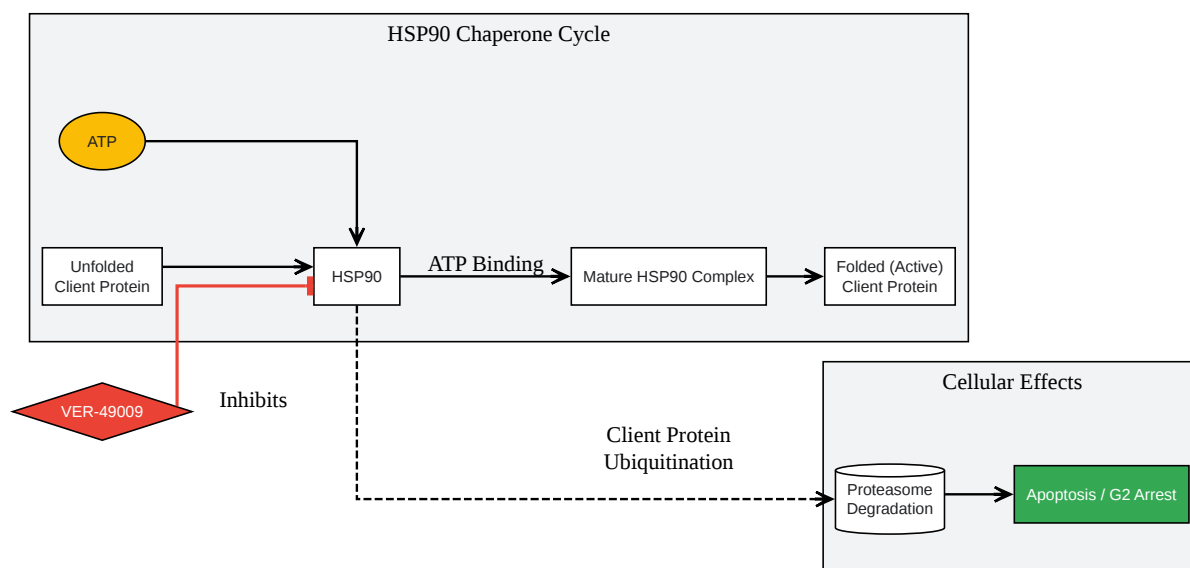 HSP90 Chaperone Cycle
ATP
Unfolded
Client Protein
HSP90
ATP Binding
Mature HSP90 Complex
Folded (Active)
Client Protein
VER-49009
Inhibits
Cellular Effects
Client Protein
Ubiquitination
Proteasome
Degradation
Apoptosis / G2 Arrest